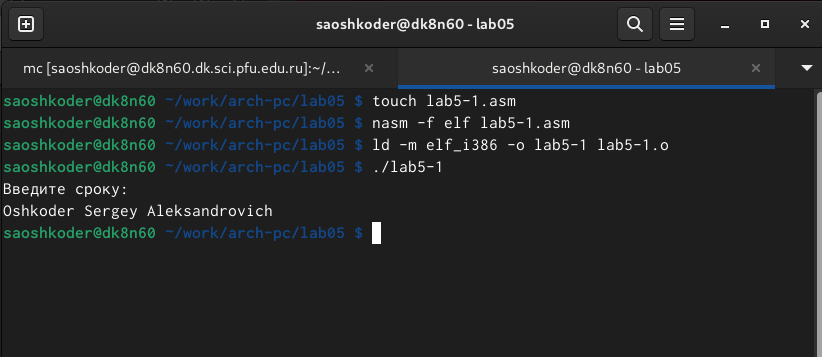 saoshkoder@dk8n60 - lab05
mc [saoshkoder@dk8n60.dk.sci.pfu.edu.ru]:~/...
saoshkoder@dk8n60 - lab05
saoshkoder@dk8n60 ~/work/arch-pc/lab05 $ touch lab5-1.asm
saoshkoder@dk8n60 ~/work/arch-pc/lab05 $ nasm -f elf lab5-1.asm
saoshkoder@dk8n60 ~/work/arch-pc/lab05 $ ld -m elf_i386 -o lab5-1 lab5-1.o
saoshkoder@dk8n60 ~/work/arch-pc/lab05 $ ./lab5-1
Введите сроку:
Oshkoder Sergey Aleksandrovich
saoshkoder@dk8n60 ~/work/arch-pc/lab05 $